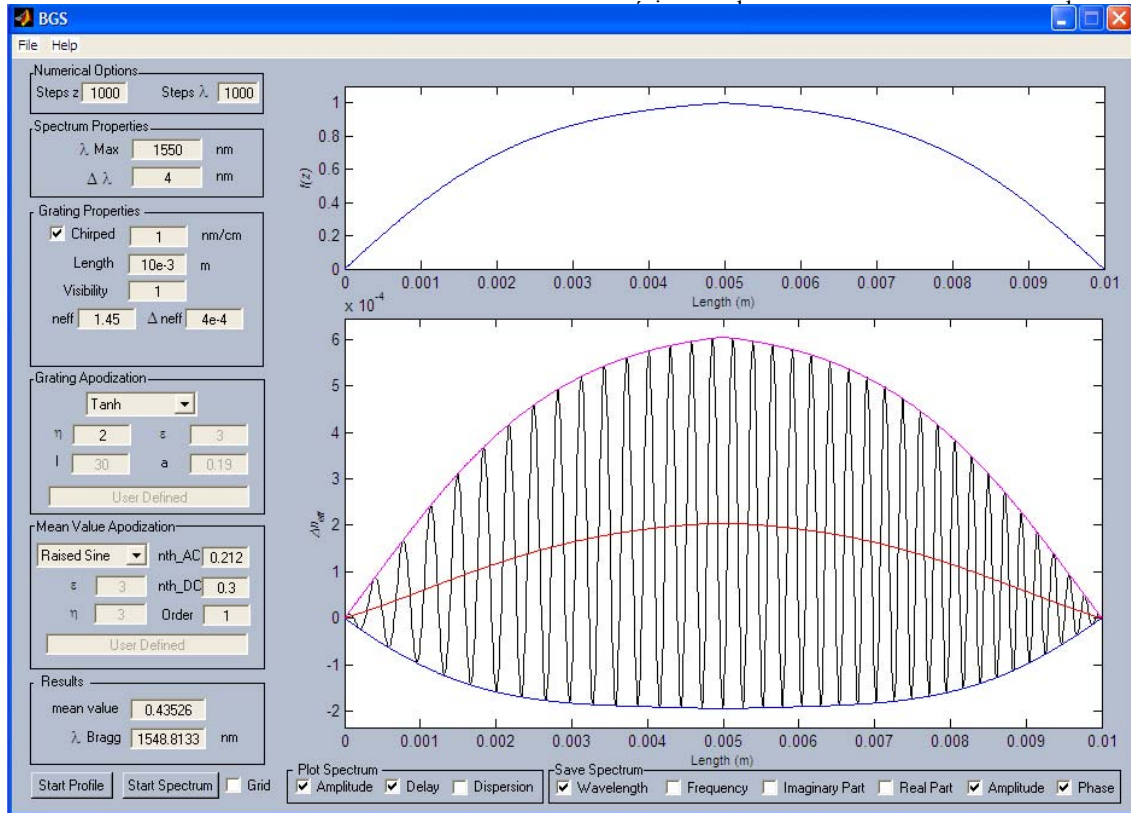 BGS
File Help
Numerical Options
Steps z 1000 Steps λ 1000
Spectrum Properties
λ Max 1550 nm
Δ λ 4 nm
Grating Properties
Chirped 1 nm/cm
Length 10e-3 m
Visibility 1
neff 1.45 Δ neff 4e-4
Grating Apodization
Tanh
η 2 ε 3
l 30 a 0.19
User Defined
Mean Value Apodization
Raised Sine nth_AC 0.212
ε 3 nth_DC 0.3
η 3 Order 1
User Defined
Results
mean value 0.43526
λ Bragg 1548.8133 nm
Start Profile Start Spectrum Grid
f(z)
1
0.8
0.6
0.4
0.2
0
0 0.001 0.002 0.003 0.004 0.005 0.006 0.007 0.008 0.009 0.01
Length (m)
x 10⁻⁴
Δn_eff
6
5
4
3
2
1
0
-1
-2
0 0.001 0.002 0.003 0.004 0.005 0.006 0.007 0.008 0.009 0.01
Length (m)
Plot Spectrum
Amplitude Delay Dispersion
Save Spectrum
Wavelength Frequency Imaginary Part Real Part Amplitude Phase